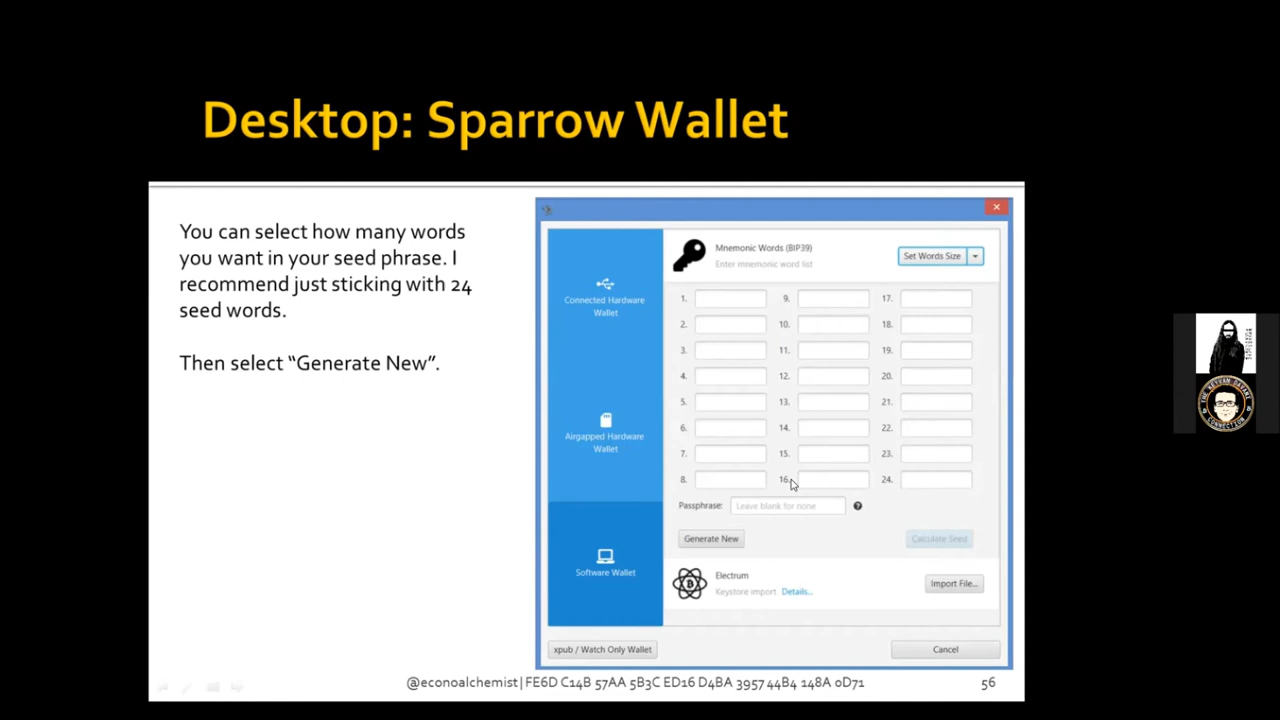 Desktop: Sparrow Wallet
You can select how many words
you want in your seed phrase. I
recommend just sticking with 24
seed words.
Then select “Generate New”.
Connected Hardware
Wallet
Airgapped Hardware
Wallet
Software Wallet
Mnemonic Words (BIP39)
Enter mnemonic word list
Set Words Size
1. 9. 17.
2. 10. 18.
3. 11. 19.
4. 12. 20.
5. 13. 21.
6. 14. 22.
7. 15. 23.
8. 16. 24.
Passphrase: Leave blank for none ?
Generate New Calculate Seed
Electrum
Keystore import Details...
Import File...
xpub / Watch Only Wallet Cancel
@econoalchemist| FE6D C14B 57AA 5B3C ED16 D4BA 3957 44B4 148A 0D71 56
THE KEYVAN DAVANI
CONNECTION